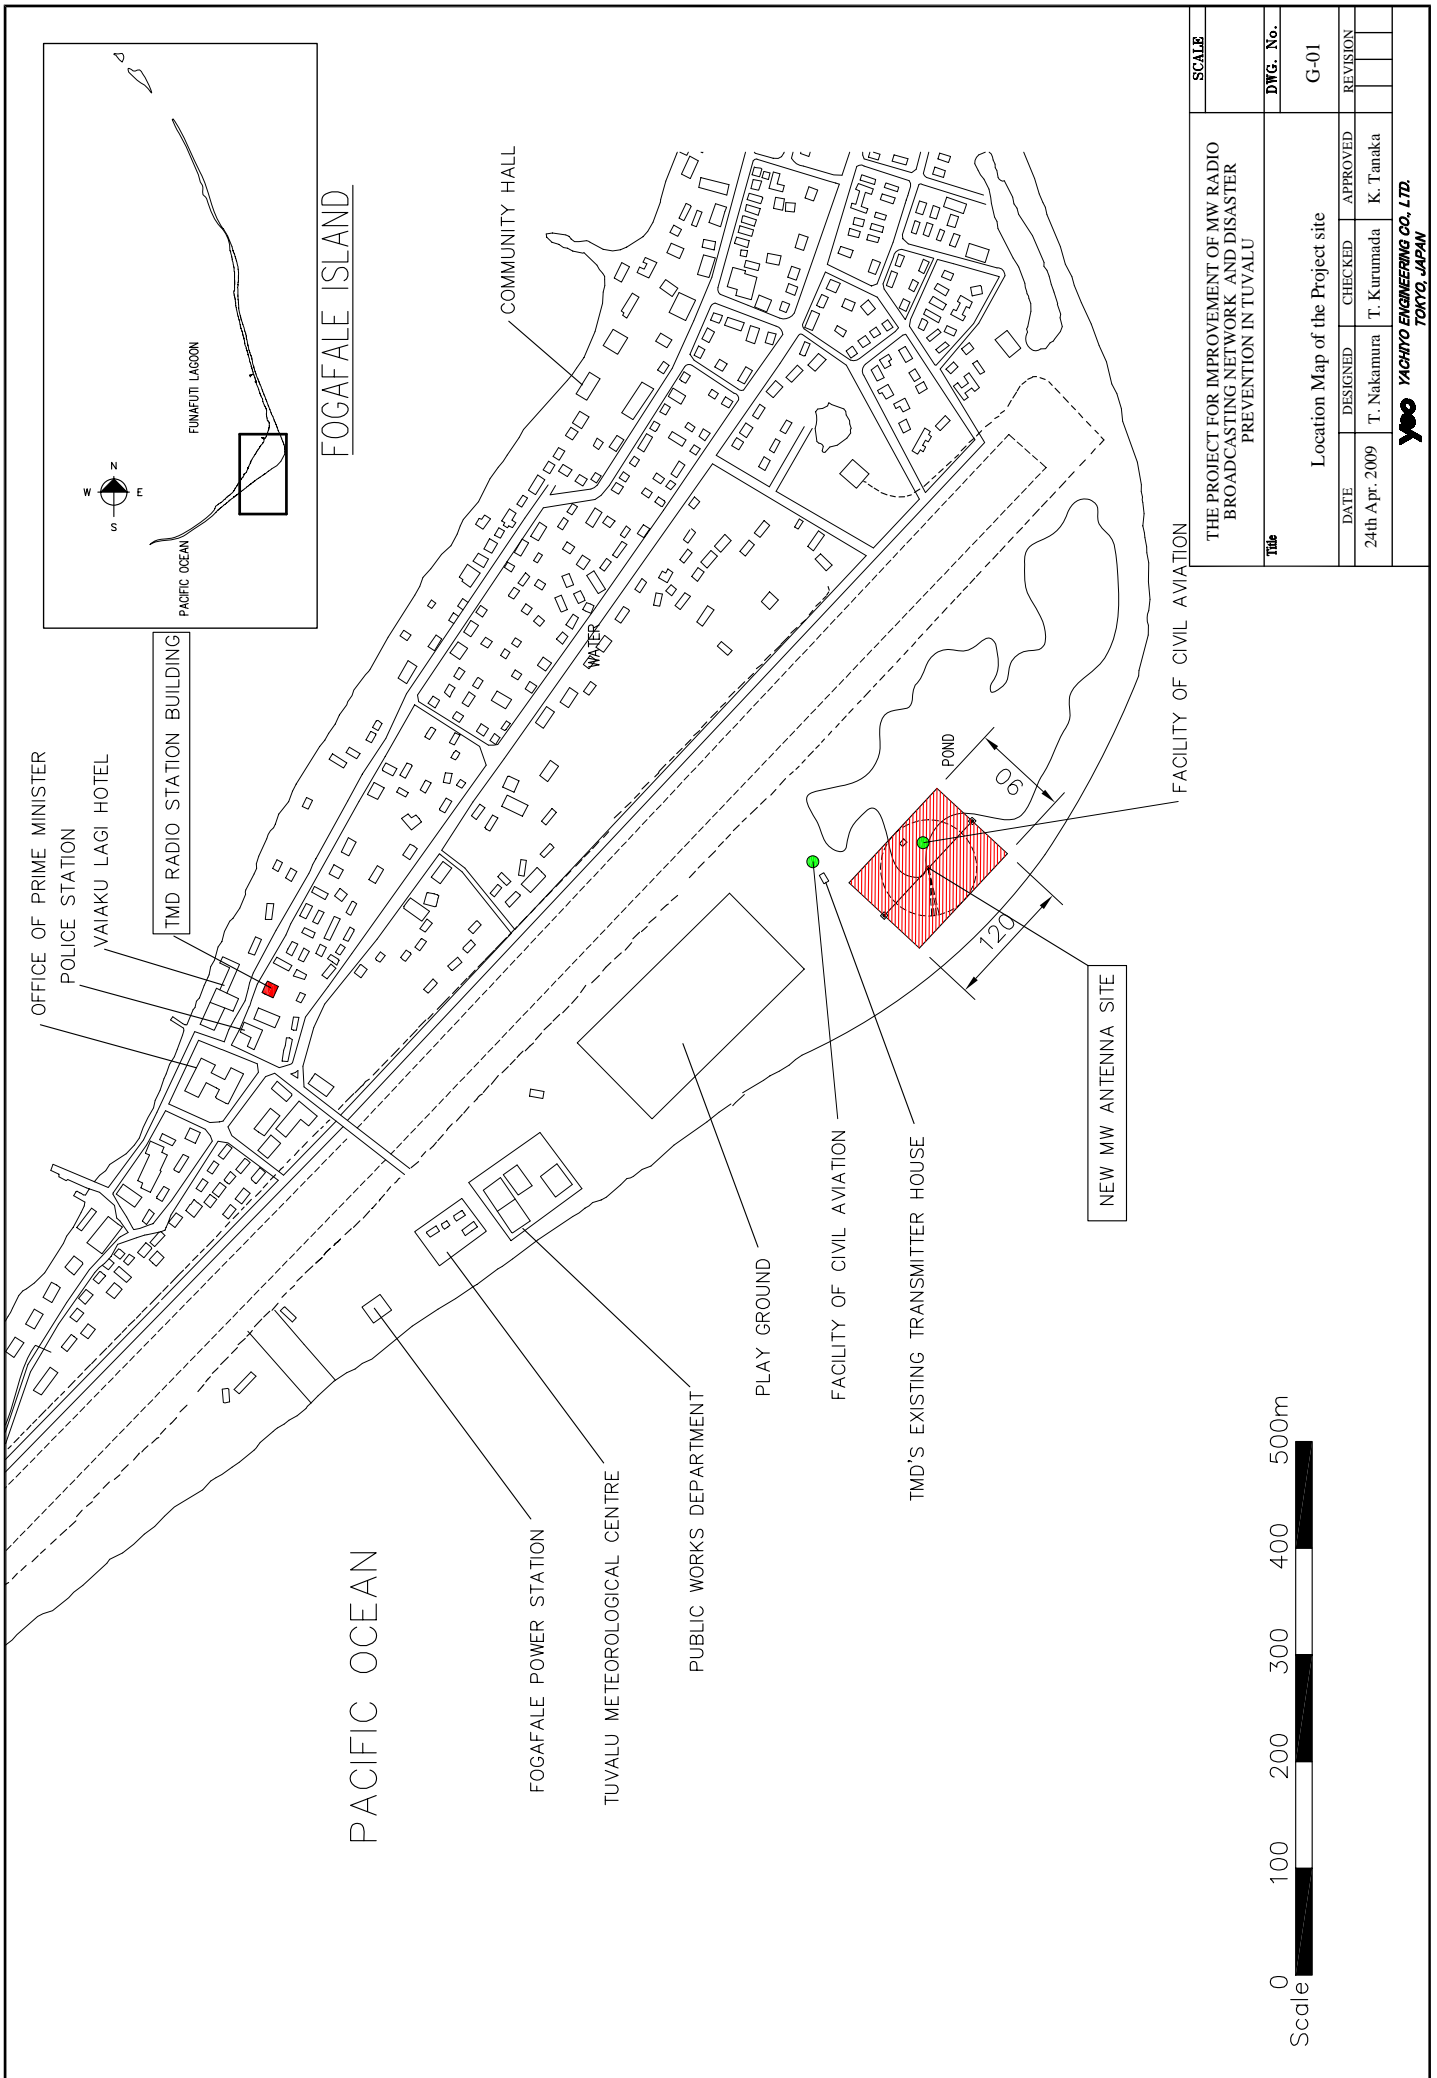 OFFICE OF PRIME MINISTER
POLICE STATION
VAIAKU LAGI HOTEL
TMD RADIO STATION BUILDING
PACIFIC OCEAN
FUNAFUTI LAGOON
N
W
E
S
FOGAFALE ISLAND
COMMUNITY HALL
WATER
PACIFIC OCEAN
FOGAFALE POWER STATION
TUVALU METEOROLOGICAL CENTRE
PUBLIC WORKS DEPARTMENT
PLAY GROUND
FACILITY OF CIVIL AVIATION
TMD'S EXISTING TRANSMITTER HOUSE
NEW MW ANTENNA SITE
120
90
POND
FACILITY OF CIVIL AVIATION
0
100
200
300
400
500m
Scale
THE PROJECT FOR IMPROVEMENT OF MW RADIO
BROADCASTING NETWORK AND DISASTER
PREVENTION IN TUVALU
SCALE
Title
Location Map of the Project site
DWG. No.
G-01
DATE DESIGNED CHECKED APPROVED REVISION
24th Apr. 2009 T. Nakamura T. Kurumada K. Tanaka
yeo YACHIYO ENGINEERING CO., LTD.
TOKYO, JAPAN